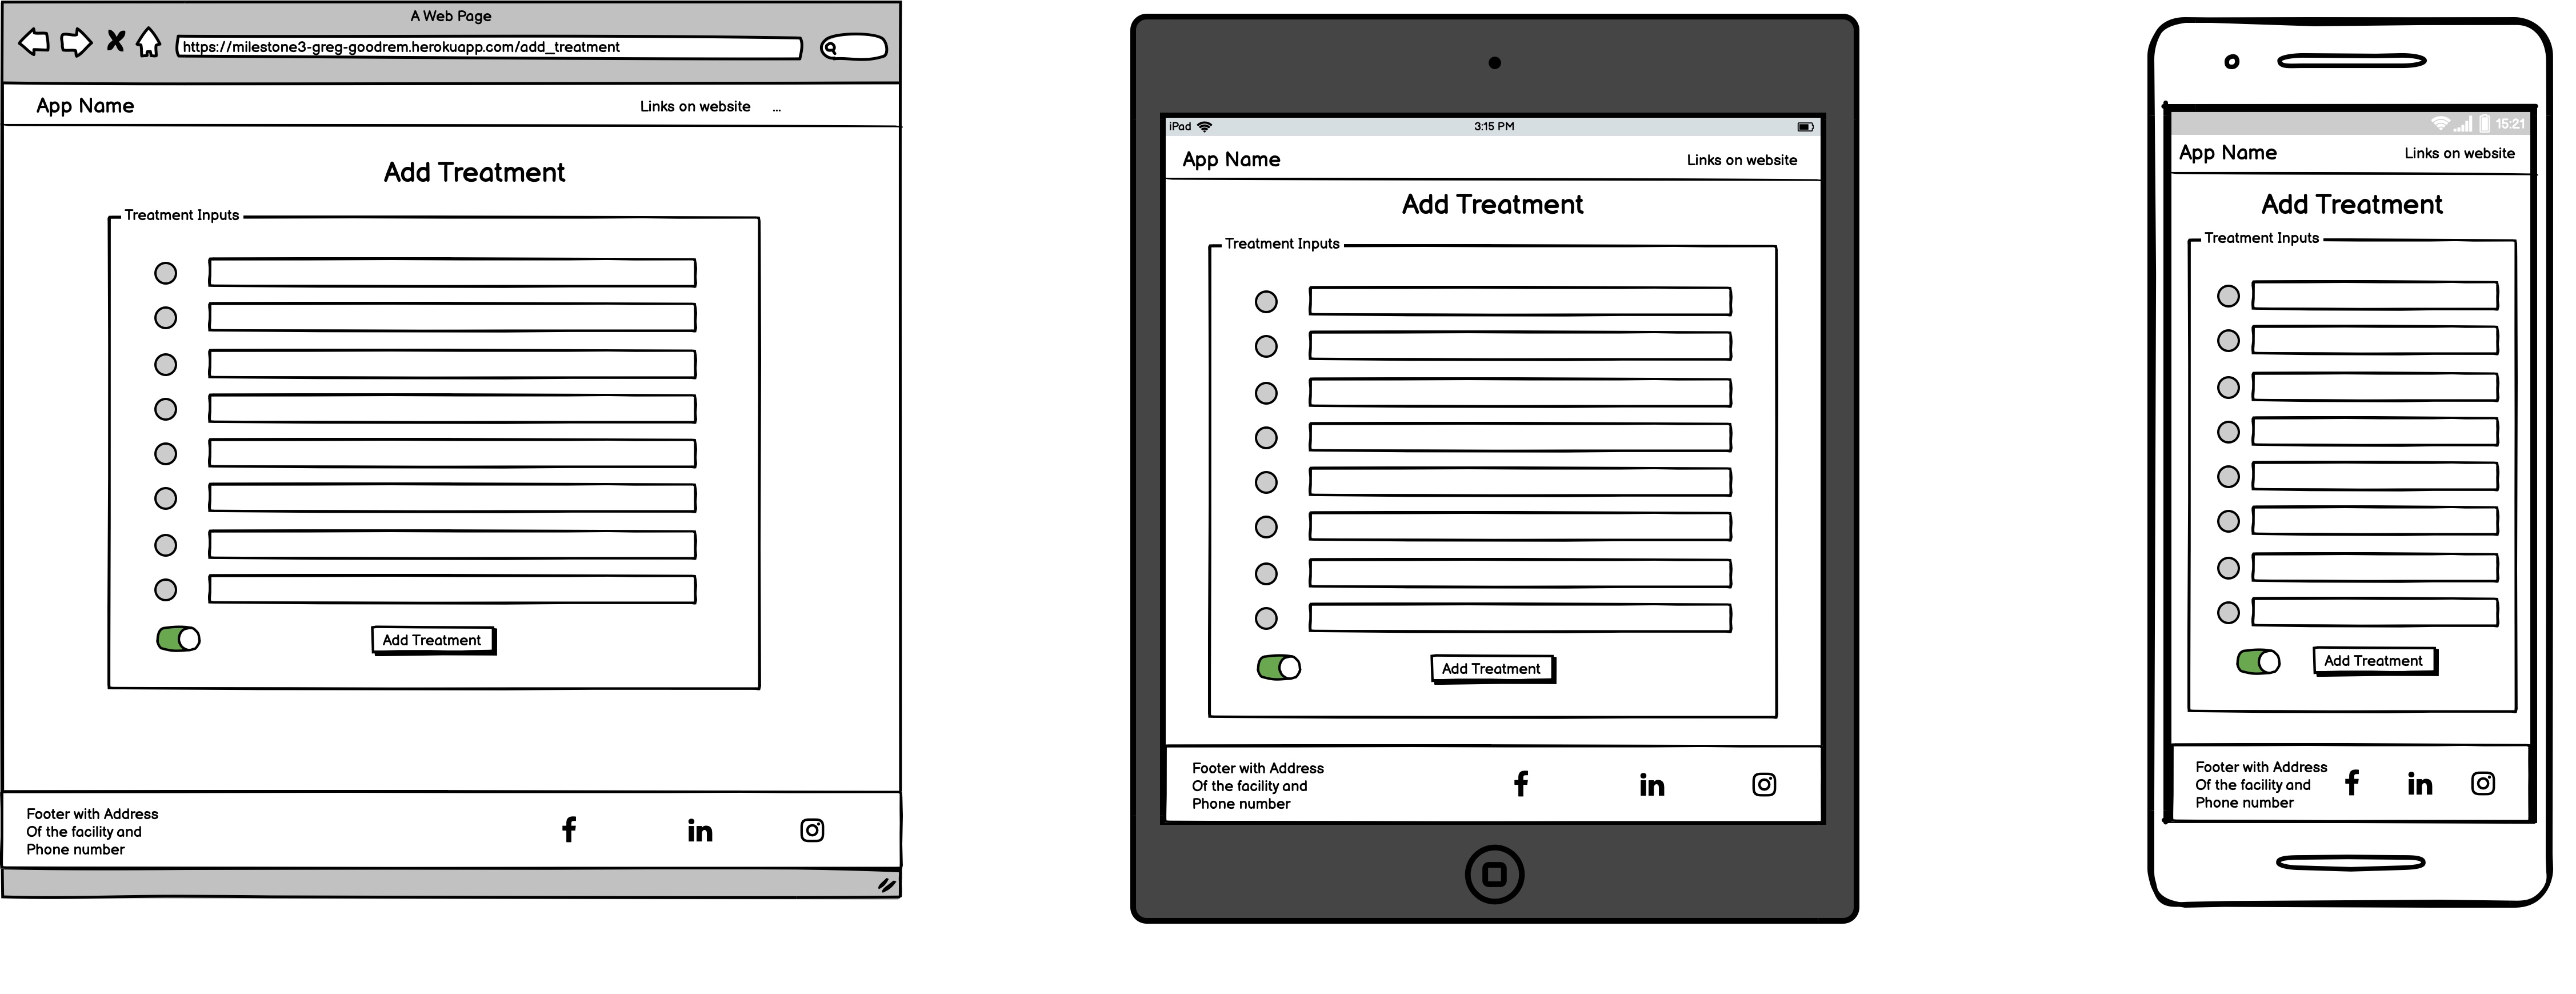 A Web Page
https://milestone3-greg-goodrem.herokuapp.com/add_treatment
App Name
Links on website ...
Add Treatment
Treatment Inputs
Add Treatment
Footer with Address
Of the facility and
Phone number
f
in
iPad
3:15 PM
App Name
Links on website
Add Treatment
Treatment Inputs
Add Treatment
Footer with Address
Of the facility and
Phone number
f
in
15:21
App Name
Links on website
Add Treatment
Treatment Inputs
Add Treatment
Footer with Address
Of the facility and
Phone number
f
in